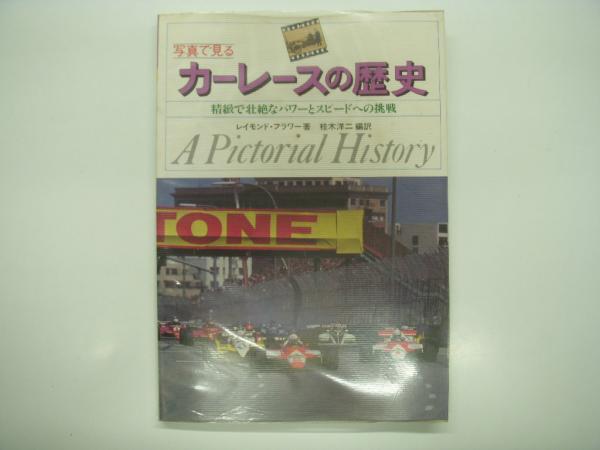 写真で見る
カーレースの歴史
精緻で壮絶なパワーとスピードへの挑戦
レイモンド・フラワー著 桂木洋二 編訳
A Pictorial History
TONE